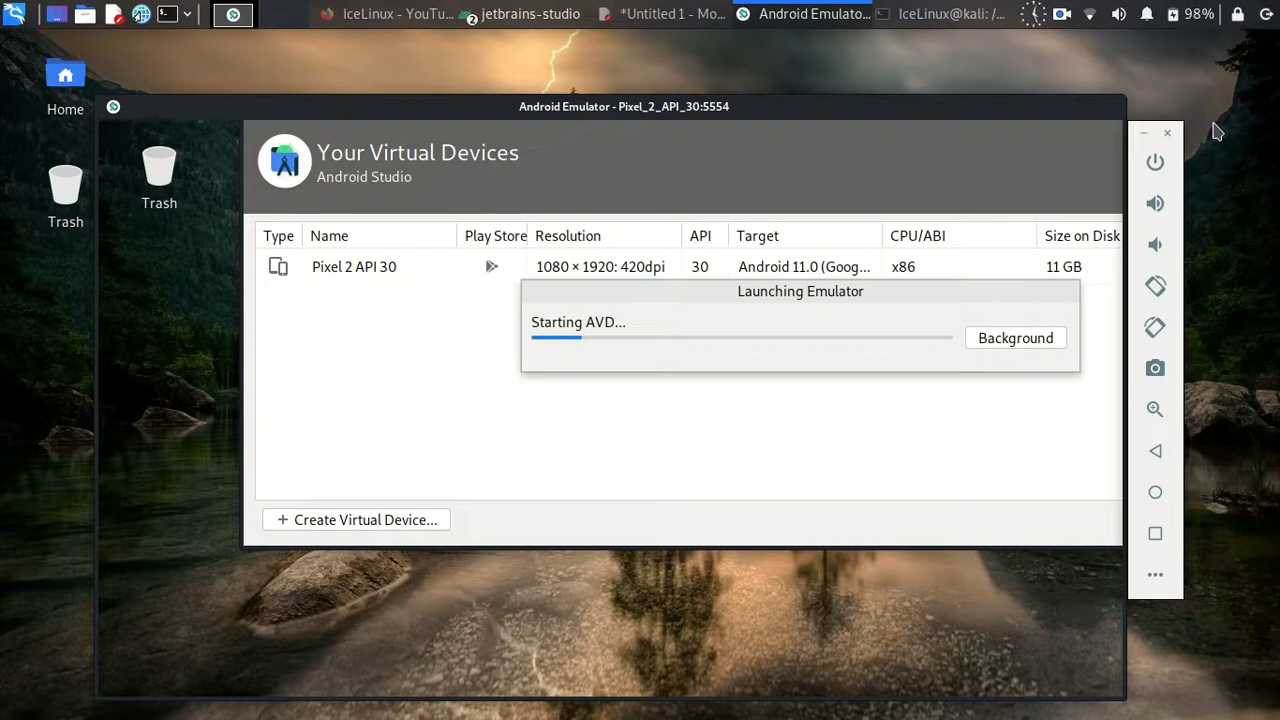 IceLinux - YouTu...
2 jetbrains-studio
*Untitled 1 - Mo...
Android Emulato...
IceLinux@kali: /...
98%
Home
Trash
Android Emulator - Pixel_2_API_30:5554
Trash
Your Virtual Devices
Android Studio
Type Name Play Store Resolution API Target CPU/ABI Size on Disk
Pixel 2 API 30 1080 × 1920: 420dpi 30 Android 11.0 (Goog... x86 11 GB
Launching Emulator
Starting AVD...
Background
+ Create Virtual Device...